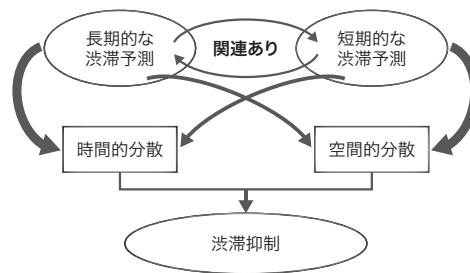 長期的な
渋滞予測
関連あり
短期的な
渋滞予測
時間的分散
空間的分散
渋滞抑制